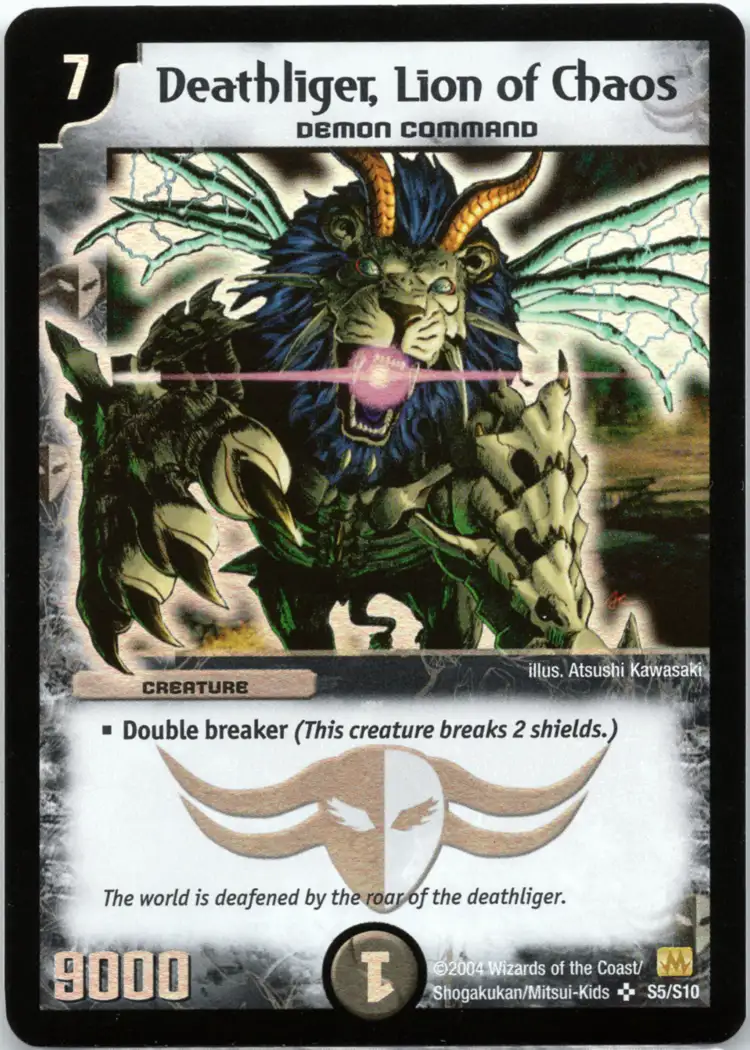 7
Deathliger, Lion of Chaos
DEMON COMMAND
illus. Atsushi Kawasaki
CREATURE
▪ Double breaker (This creature breaks 2 shields.)
The world is deafened by the roar of the deathliger.
9000
1
©2004 Wizards of the Coast/
Shogakukan/Mitsui-Kids S5/S10